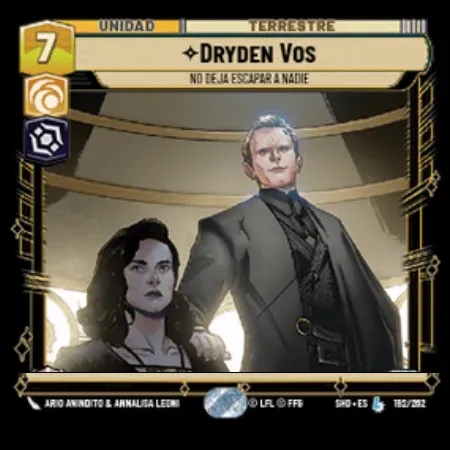 UNIDAD TERRESTRE
7
DRYDEN VOS
NO DEJA ESCAPAR A NADIE
ARIO ANINDITO & ANNALISA LEONI © LFL © FFG SHD • ES 192/262